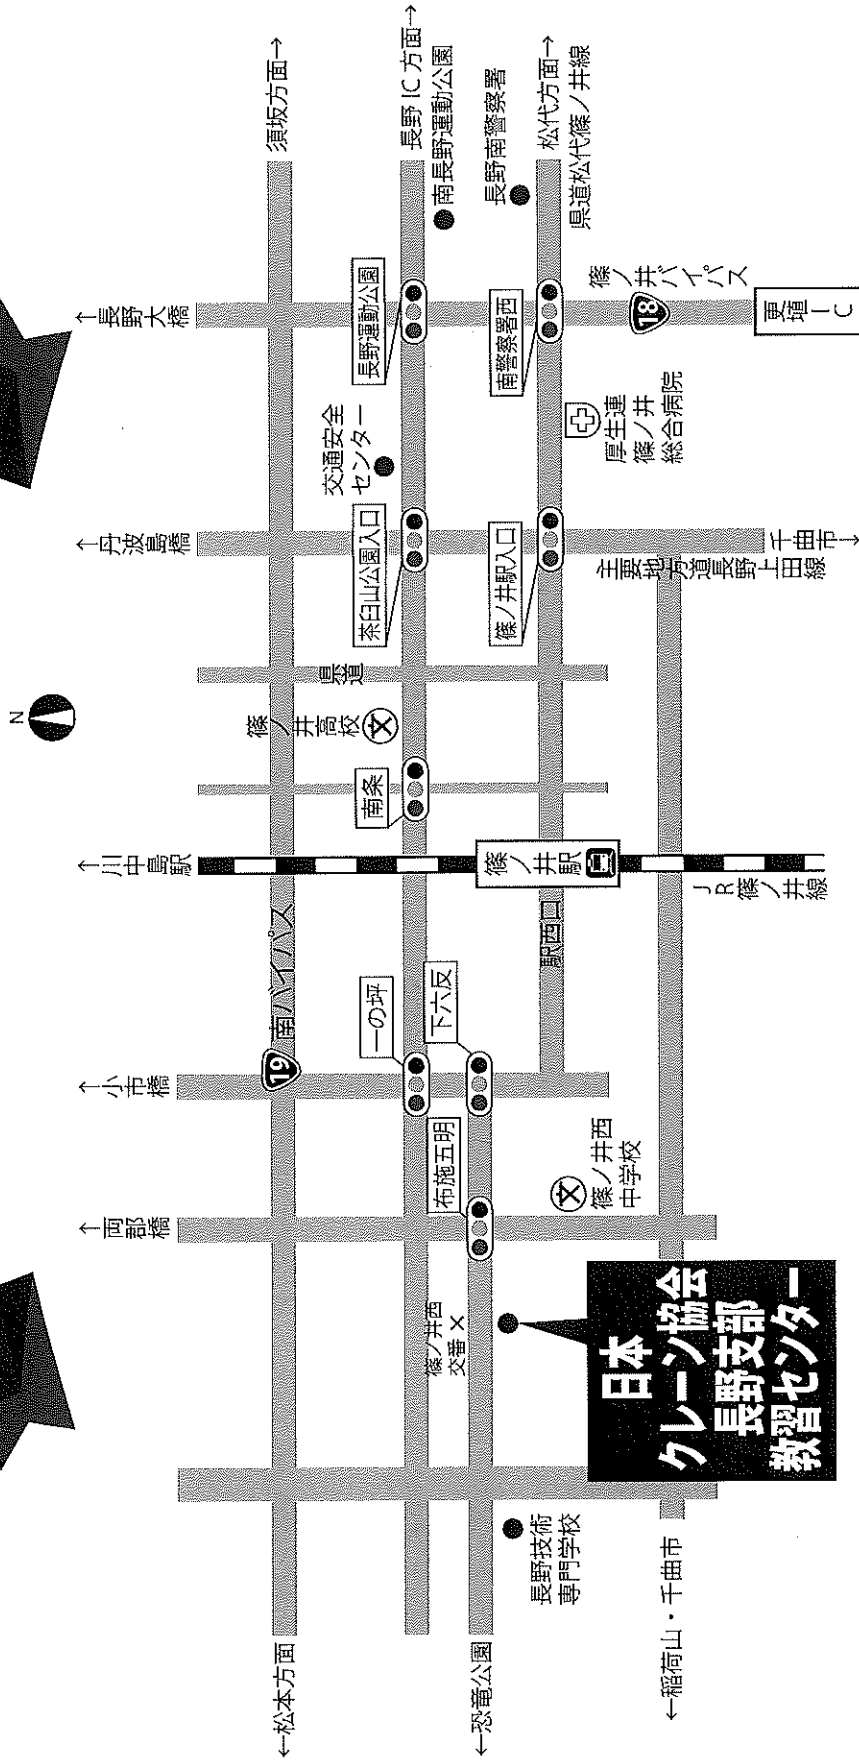 N
←松本方面
須坂方面→
↑両郡橋
↑小市橋
↑川中島駅
↑丹波島橋
↑長野大橋
19
南バイパス
県道
篠ノ井高校
文
交通安全
センター
長野IC方面→
南長野運動公園
一の坪
南条
茶臼山公園入口
長野運動公園
←恐竜公園
篠ノ井西
交番
布施五明
下六反
篠ノ井駅
駅西口
篠ノ井駅入口
南警察署西
長野南警察署
松代方面→
県道松代篠ノ井線
長野技術
専門学校
日本
クレーン協会
長野支部
教習センター
文
篠ノ井西
中学校
厚生連
篠ノ井
総合病院
18
篠ノ井バイパス
更埴IC
←稲荷山・千曲市
JR篠ノ井線
主要地方道長野上田線
千曲市↓